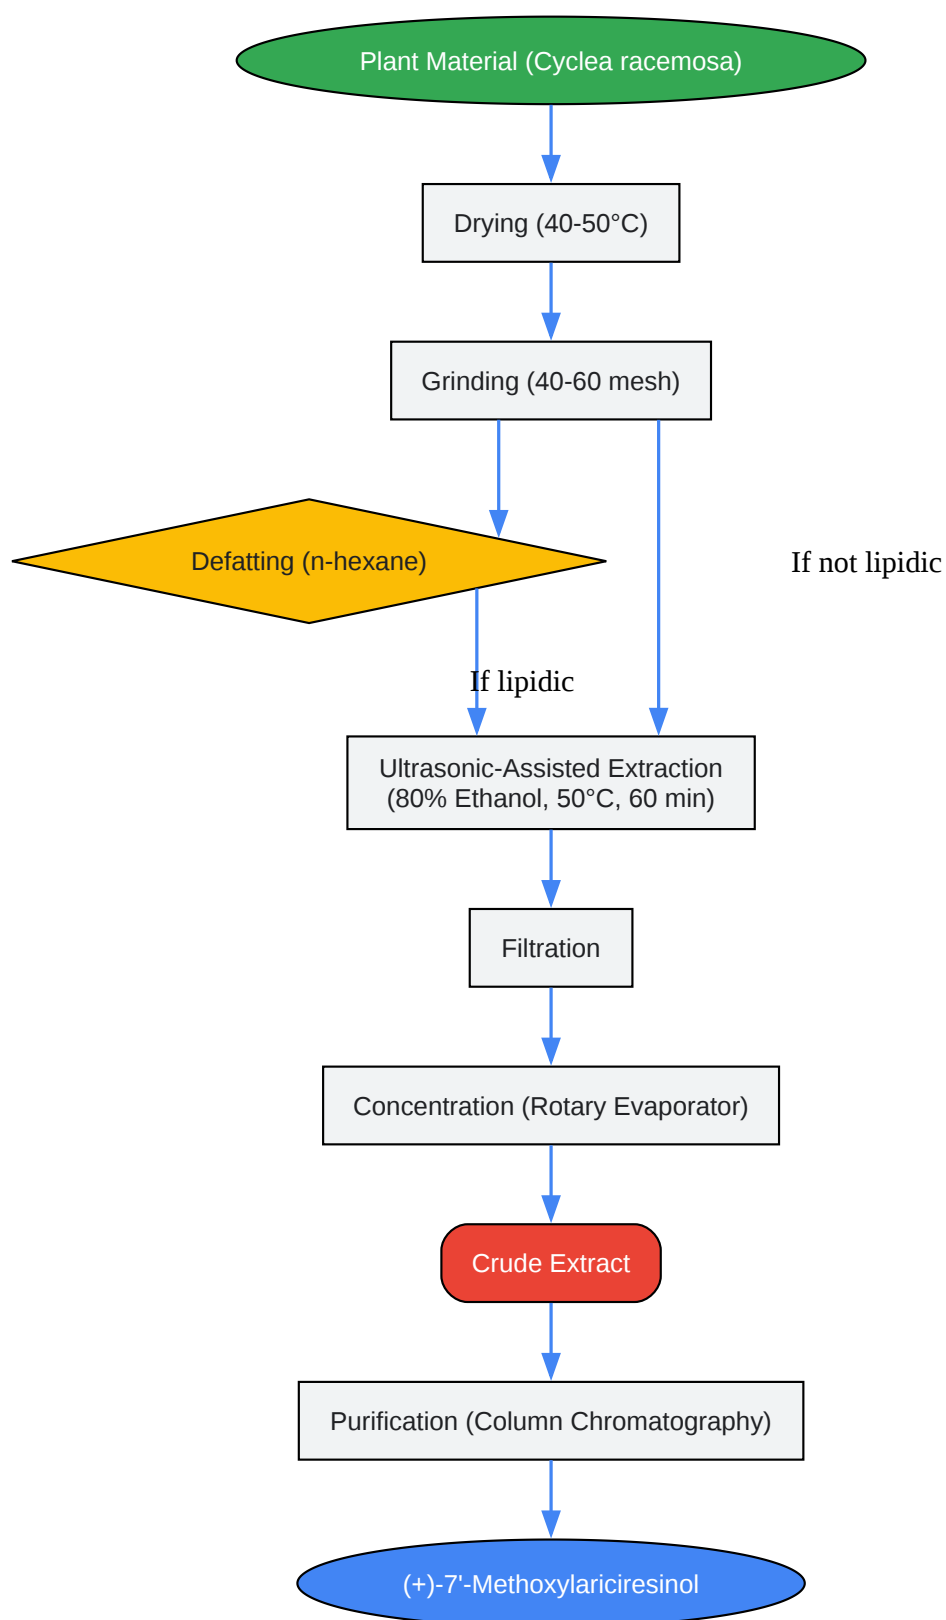 Plant Material (Cyclea racemosa)
Drying (40-50°C)
Grinding (40-60 mesh)
Defatting (n-hexane)
If not lipidic
If lipidic
Ultrasonic-Assisted Extraction
(80% Ethanol, 50°C, 60 min)
Filtration
Concentration (Rotary Evaporator)
Crude Extract
Purification (Column Chromatography)
(+)-7'-Methoxylariciresinol